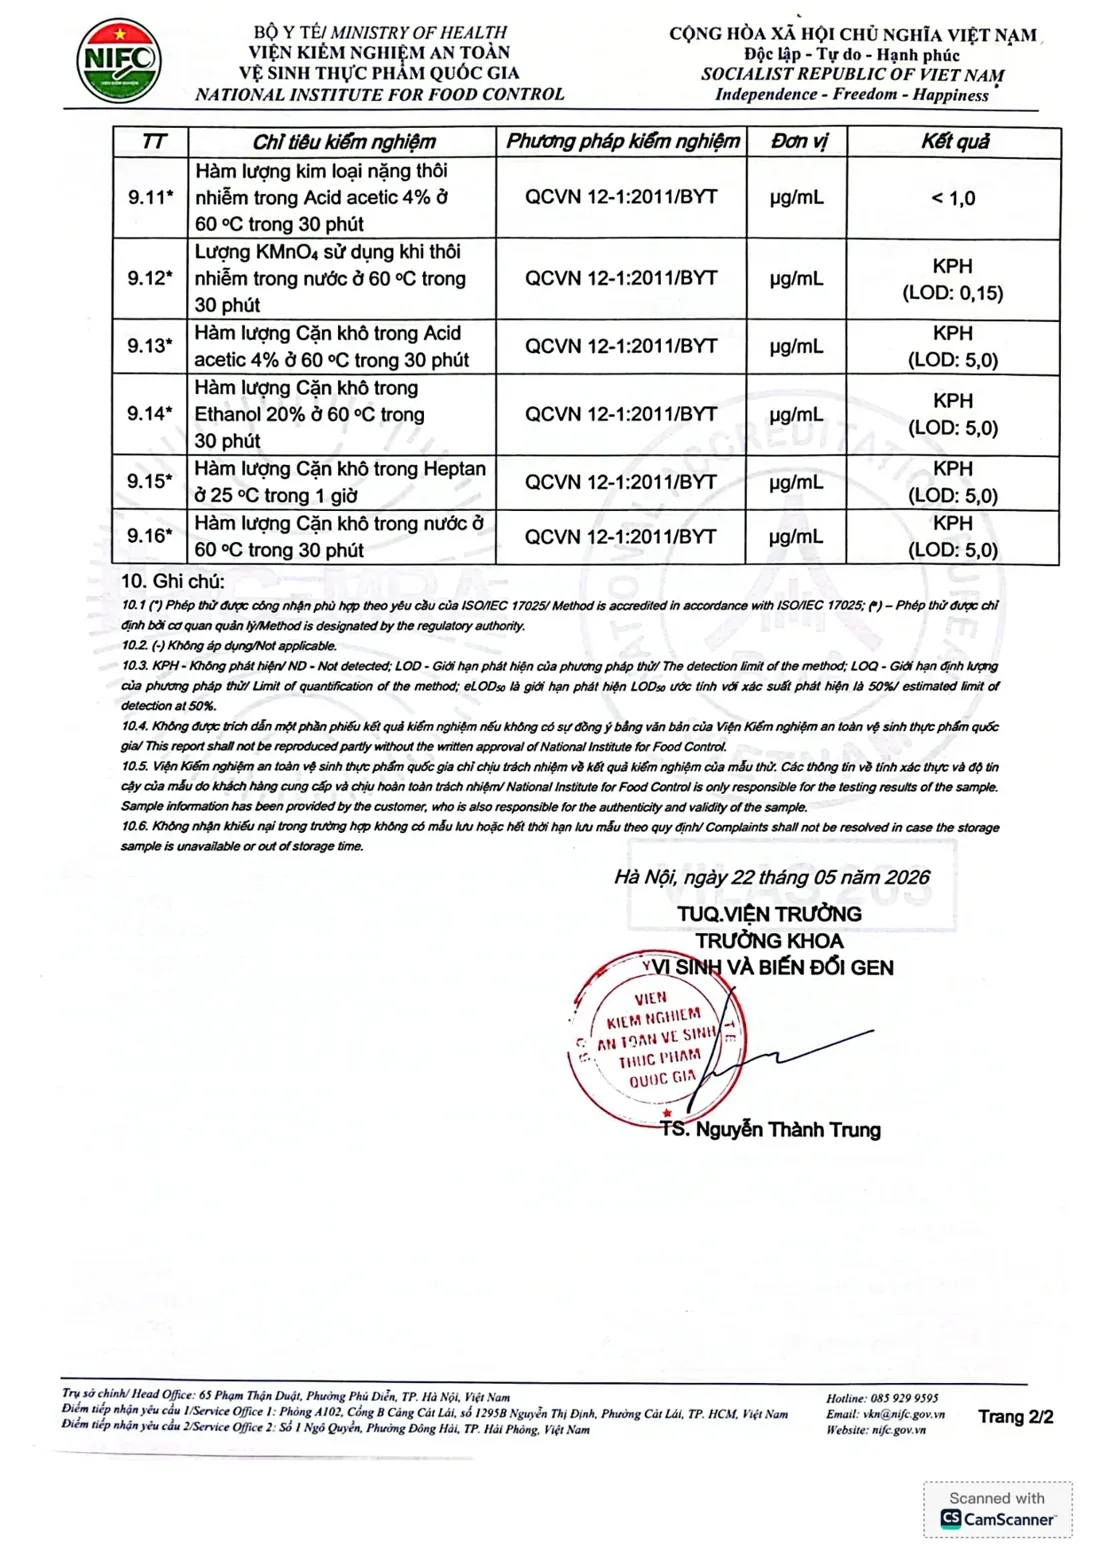 NIFC
BỘ Y TẾ/ MINISTRY OF HEALTH
VIỆN KIỂM NGHIỆM AN TOÀN
VỆ SINH THỰC PHẨM QUỐC GIA
NATIONAL INSTITUTE FOR FOOD CONTROL
CỘNG HÒA XÃ HỘI CHỦ NGHĨA VIỆT NAM
Độc lập - Tự do - Hạnh phúc
SOCIALIST REPUBLIC OF VIET NAM
Independence - Freedom - Happiness
TT Chỉ tiêu kiểm nghiệm Phương pháp kiểm nghiệm Đơn vị Kết quả
Hàm lượng kim loại nặng thôi
9.11* nhiễm trong Acid acetic 4% ở QCVN 12-1:2011/BYT µg/mL < 1,0
60 ºC trong 30 phút
Lượng KMnO₄ sử dụng khi thôi
9.12* nhiễm trong nước ở 60 ºC trong QCVN 12-1:2011/BYT µg/mL KPH
30 phút (LOD: 0,15)
9.13* Hàm lượng Cặn khô trong Acid QCVN 12-1:2011/BYT µg/mL KPH
acetic 4% ở 60 ºC trong 30 phút (LOD: 5,0)
Hàm lượng Cặn khô trong KPH
9.14* Ethanol 20% ở 60 ºC trong QCVN 12-1:2011/BYT µg/mL (LOD: 5,0)
30 phút
9.15* Hàm lượng Cặn khô trong Heptan QCVN 12-1:2011/BYT µg/mL KPH
ở 25 ºC trong 1 giờ (LOD: 5,0)
9.16* Hàm lượng Cặn khô trong nước ở QCVN 12-1:2011/BYT µg/mL KPH
60 ºC trong 30 phút (LOD: 5,0)
10. Ghi chú:
10.1 (*) Phép thử được công nhận phù hợp theo yêu cầu của ISO/IEC 17025/ Method is accredited in accordance with ISO/IEC 17025; (*) – Phép thử được chỉ
định bởi cơ quan quản lý/Method is designated by the regulatory authority.
10.2. (-) Không áp dụng/Not applicable.
10.3. KPH - Không phát hiện/ ND - Not detected; LOD - Giới hạn phát hiện của phương pháp thử/ The detection limit of the method; LOQ - Giới hạn định lượng
của phương pháp thử/ Limit of quantification of the method; eLOD₅₀ là giới hạn phát hiện LOD₅₀ ước tính với xác suất phát hiện là 50%/ estimated limit of
detection at 50%.
10.4. Không được trích dẫn một phần phiếu kết quả kiểm nghiệm nếu không có sự đồng ý bằng văn bản của Viện Kiểm nghiệm an toàn vệ sinh thực phẩm quốc
gia/ This report shall not be reproduced partly without the written approval of National Institute for Food Control.
10.5. Viện Kiểm nghiệm an toàn vệ sinh thực phẩm quốc gia chỉ chịu trách nhiệm về kết quả kiểm nghiệm của mẫu thử. Các thông tin về tính xác thực và độ tin
cậy của mẫu do khách hàng cung cấp và chịu hoàn toàn trách nhiệm/ National Institute for Food Control is only responsible for the testing results of the sample.
Sample information has been provided by the customer, who is also responsible for the authenticity and validity of the sample.
10.6. Không nhận khiếu nại trong trường hợp không có mẫu lưu hoặc hết thời hạn lưu mẫu theo quy định/ Complaints shall not be resolved in case the storage
sample is unavailable or out of storage time.
VILAS 203
Hà Nội, ngày 22 tháng 05 năm 2026
TUQ.VIỆN TRƯỞNG
TRƯỞNG KHOA
VI SINH VÀ BIẾN ĐỔI GEN
VIỆN
KIỂM NGHIỆM
AN TOÀN VỆ SINH
THỰC PHẨM
QUỐC GIA
TS. Nguyễn Thành Trung
Trụ sở chính/ Head Office: 65 Phạm Thận Duật, Phường Phú Diễn, TP. Hà Nội, Việt Nam
Điểm tiếp nhận yêu cầu 1/Service Office 1: Phòng A102, Cổng B Cảng Cát Lái, số 1295B Nguyễn Thị Định, Phường Cát Lái, TP. HCM, Việt Nam
Điểm tiếp nhận yêu cầu 2/Service Office 2: Số 1 Ngô Quyền, Phường Đông Hải, TP. Hải Phòng, Việt Nam
Hotline: 085 929 9595
Email: vkn@nifc.gov.vn
Website: nifc.gov.vn
Trang 2/2
Scanned with
CS CamScanner